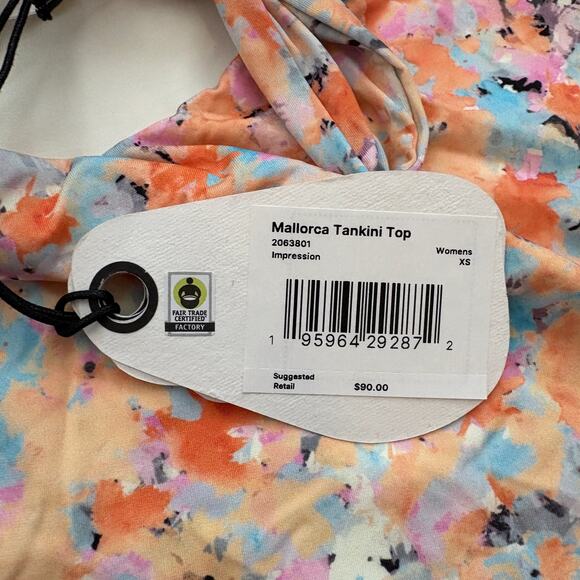 Mallorca Tankini Top
2063801
Impression
Womens
XS
1 95964 29287 2
Suggested
Retail $90.00
FAIR TRADE
CERTIFIED
FACTORY